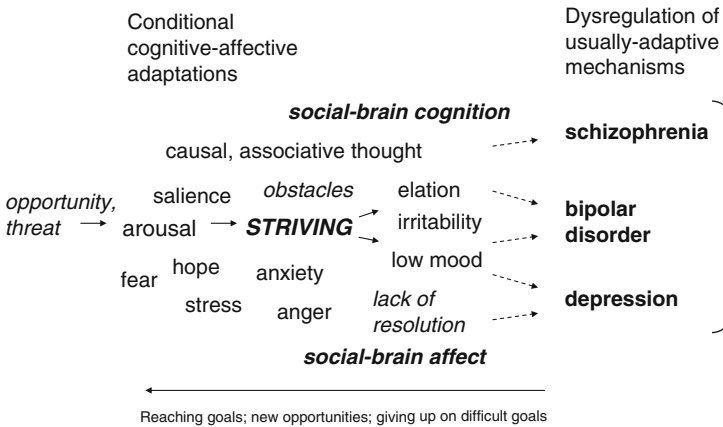 Conditional
cognitive-affective
adaptations
Dysregulation of
usually-adaptive
mechanisms
social-brain cognition
schizophrenia
causal, associative thought
salience
obstacles
elation
opportunity,
threat
arousal
STRIVING
irritability
bipolar
disorder
low mood
fear
hope
anxiety
stress
anger
lack of
resolution
depression
social-brain affect
Reaching goals; new opportunities; giving up on difficult goals